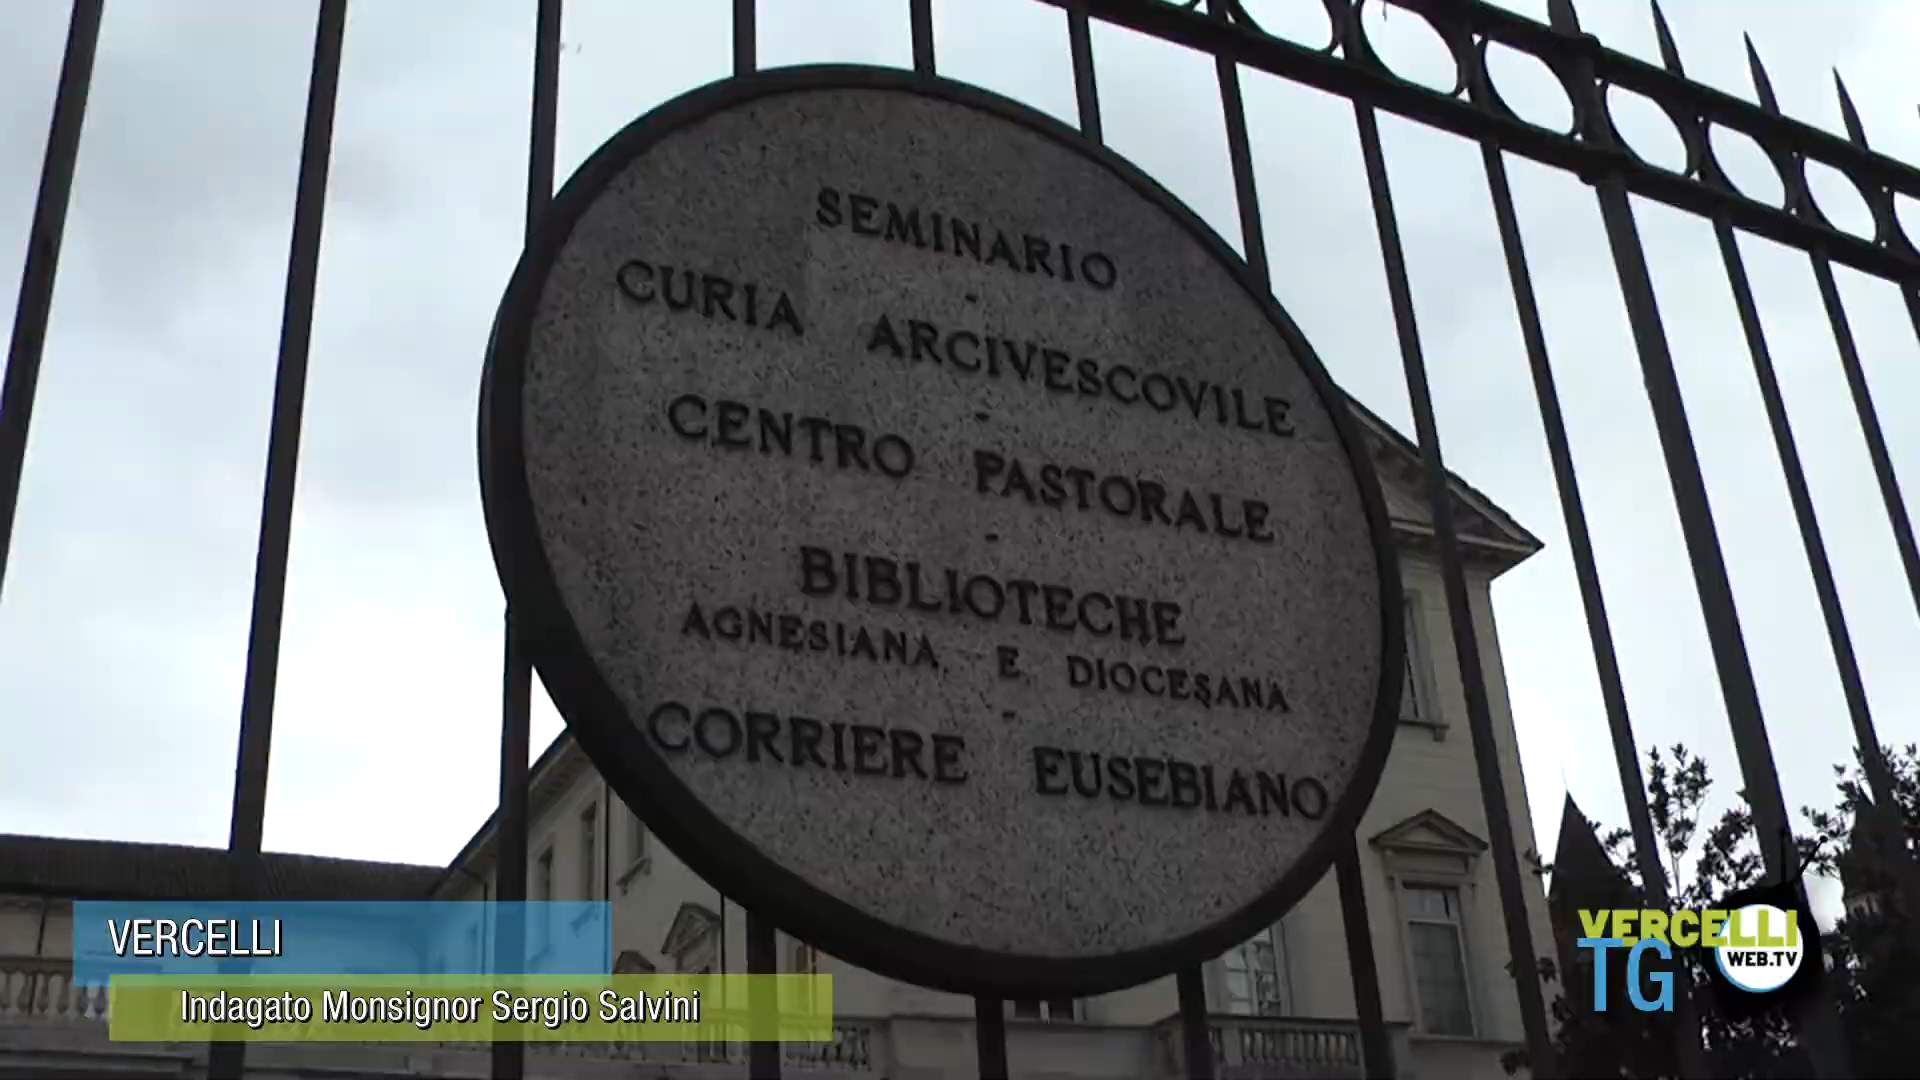 SEMINARIO
-
CURIA ARCIVESCOVILE
-
CENTRO PASTORALE
-
BIBLIOTECHE
AGNESIANA E DIOCESANA
-
CORRIERE EUSEBIANO
VERCELLI
Indagato Monsignor Sergio Salvini
VERCELLI
WEB.TV
TG